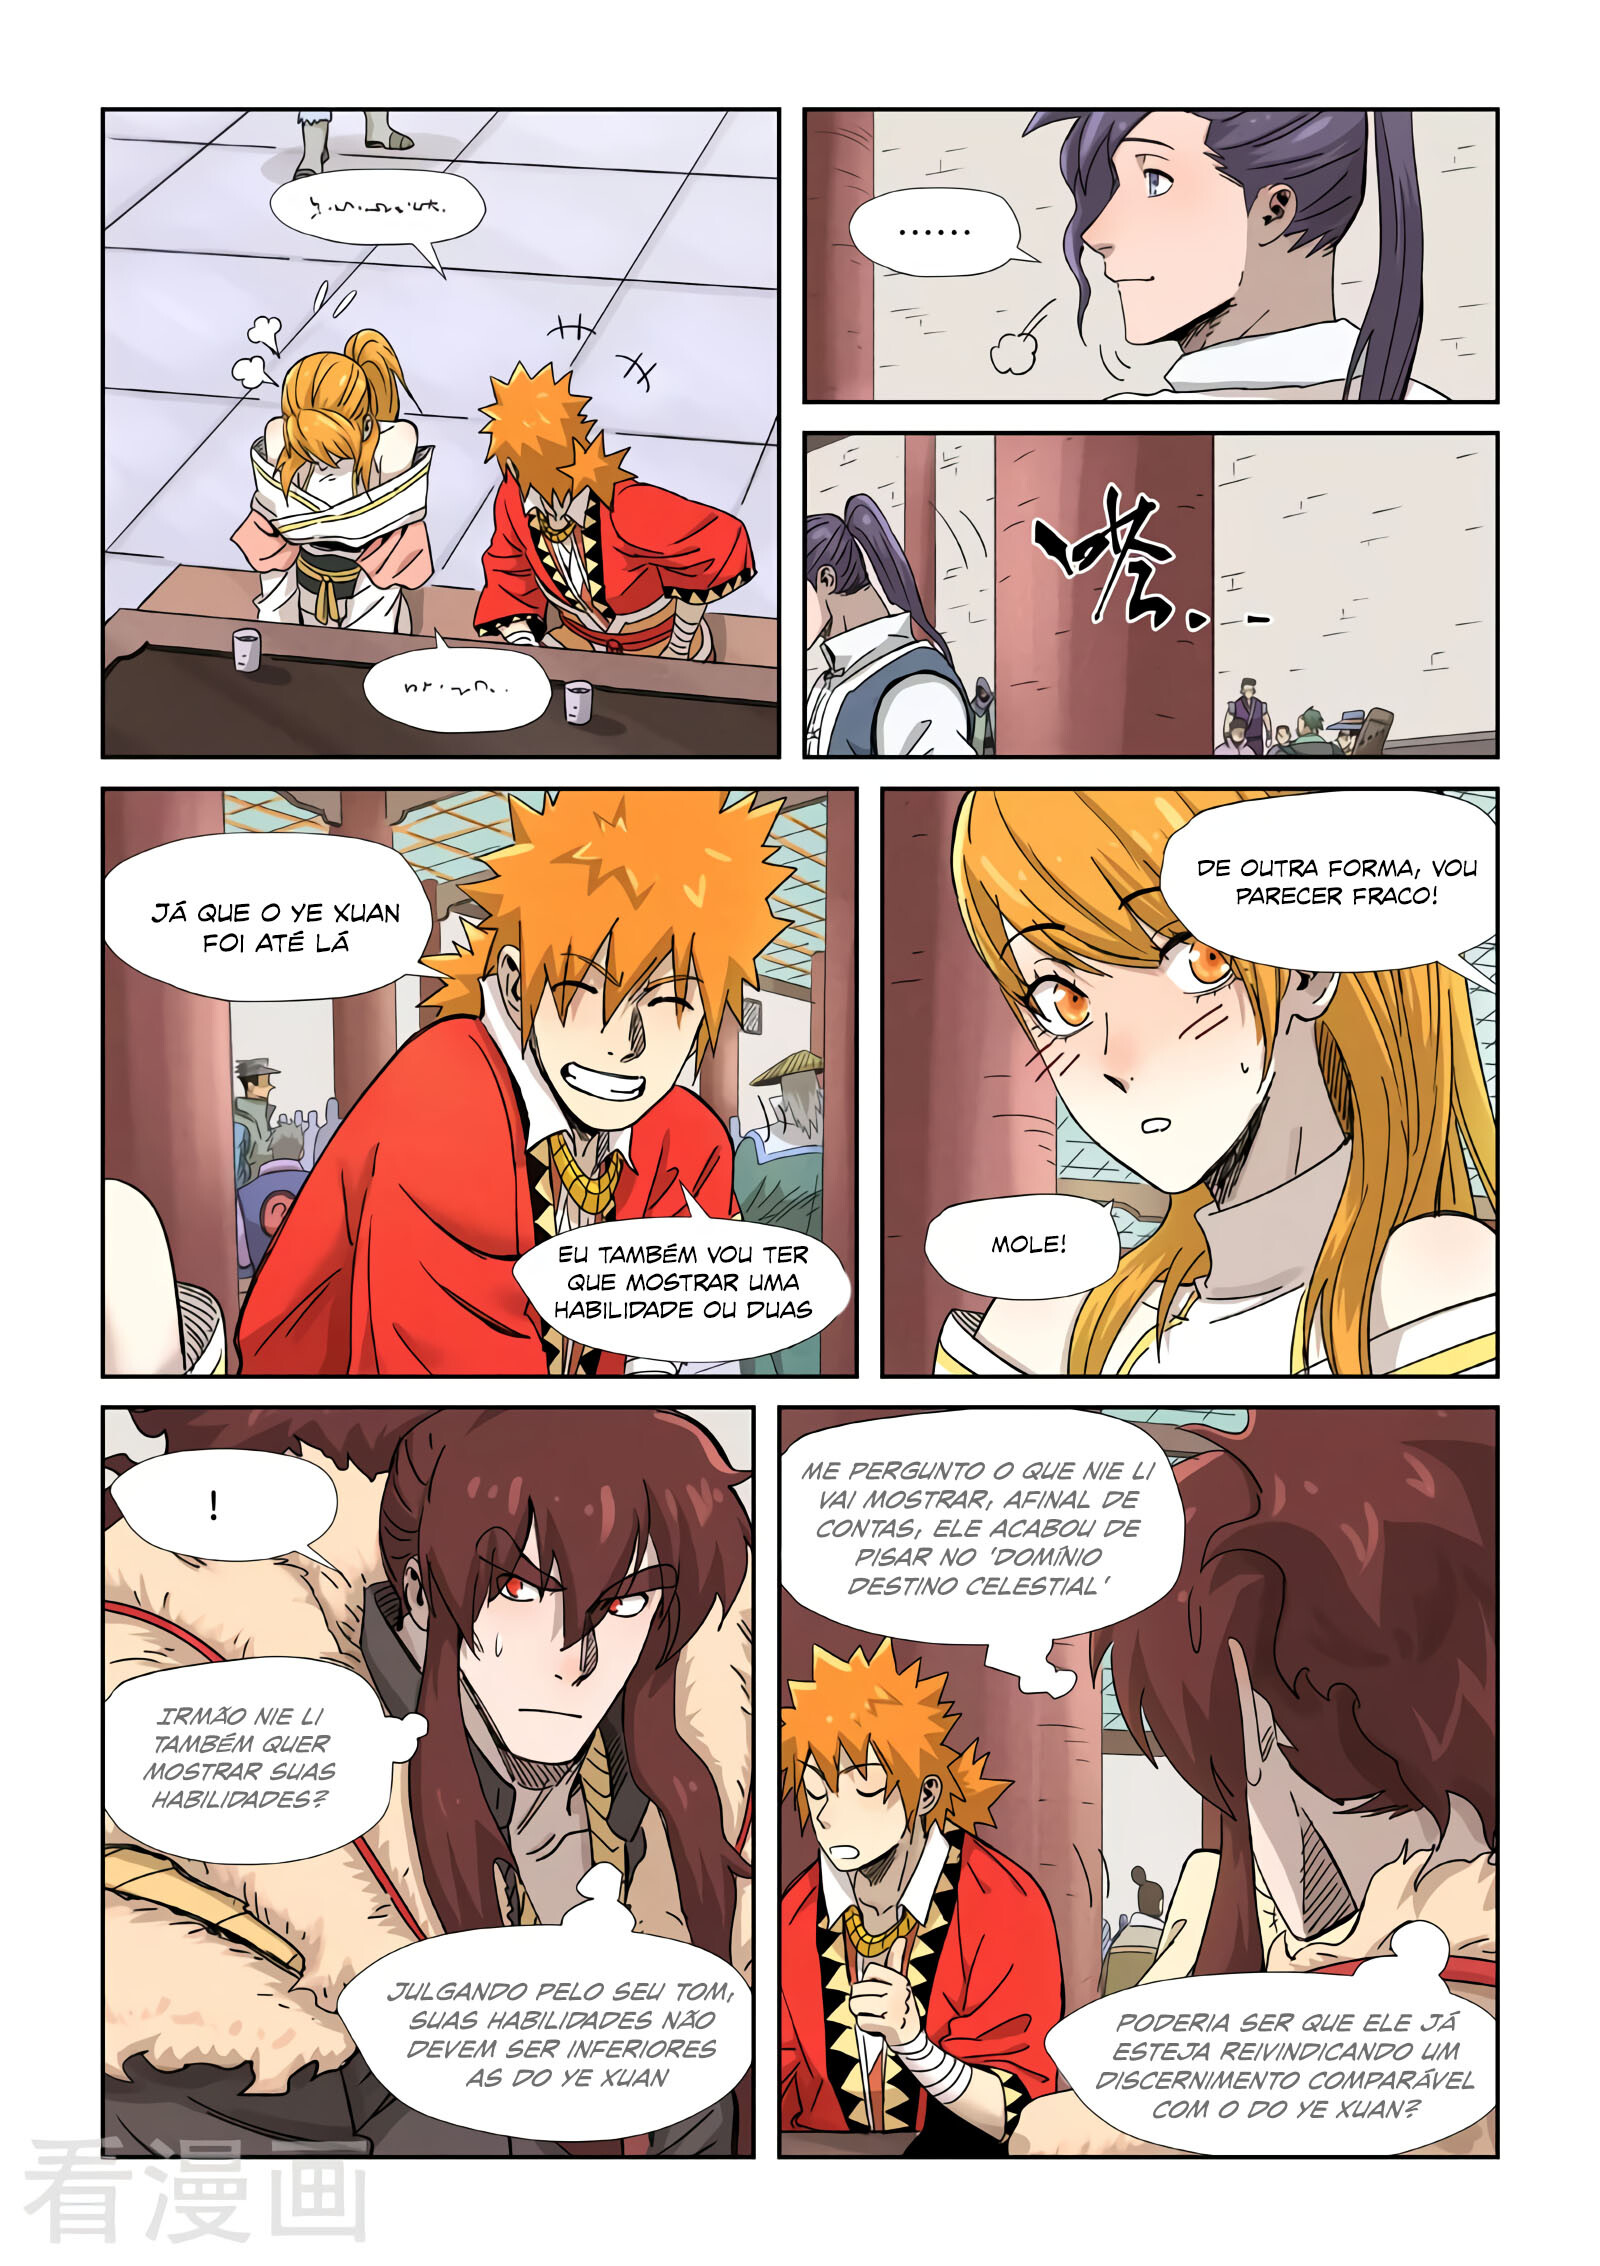 ......
嗒..-
JÁ QUE O YE XUAN
FOI ATÉ LÁ
EU TAMBÉM VOU TER
QUE MOSTRAR UMA
HABILIDADE OU DUAS
DE OUTRA FORMA, VOU
PARECER FRACO!
MOLE!
!
IRMÃO NIE LI
TAMBÉM QUER
MOSTRAR SUAS
HABILIDADES?
JULGANDO PELO SEU TOM,
SUAS HABILIDADES NÃO
DEVEM SER INFERIORES
AS DO YE XUAN
ME PERGUNTO O QUE NIE LI
VAI MOSTRAR, AFINAL DE
CONTAS, ELE ACABOU DE
PISAR NO 'DOMÍNIO
DESTINO CELESTIAL'
PODERIA SER QUE ELE JÁ
ESTEJA REIVINDICANDO UM
DISCERNIMENTO COMPARÁVEL
COM O DO YE XUAN?
看漫画